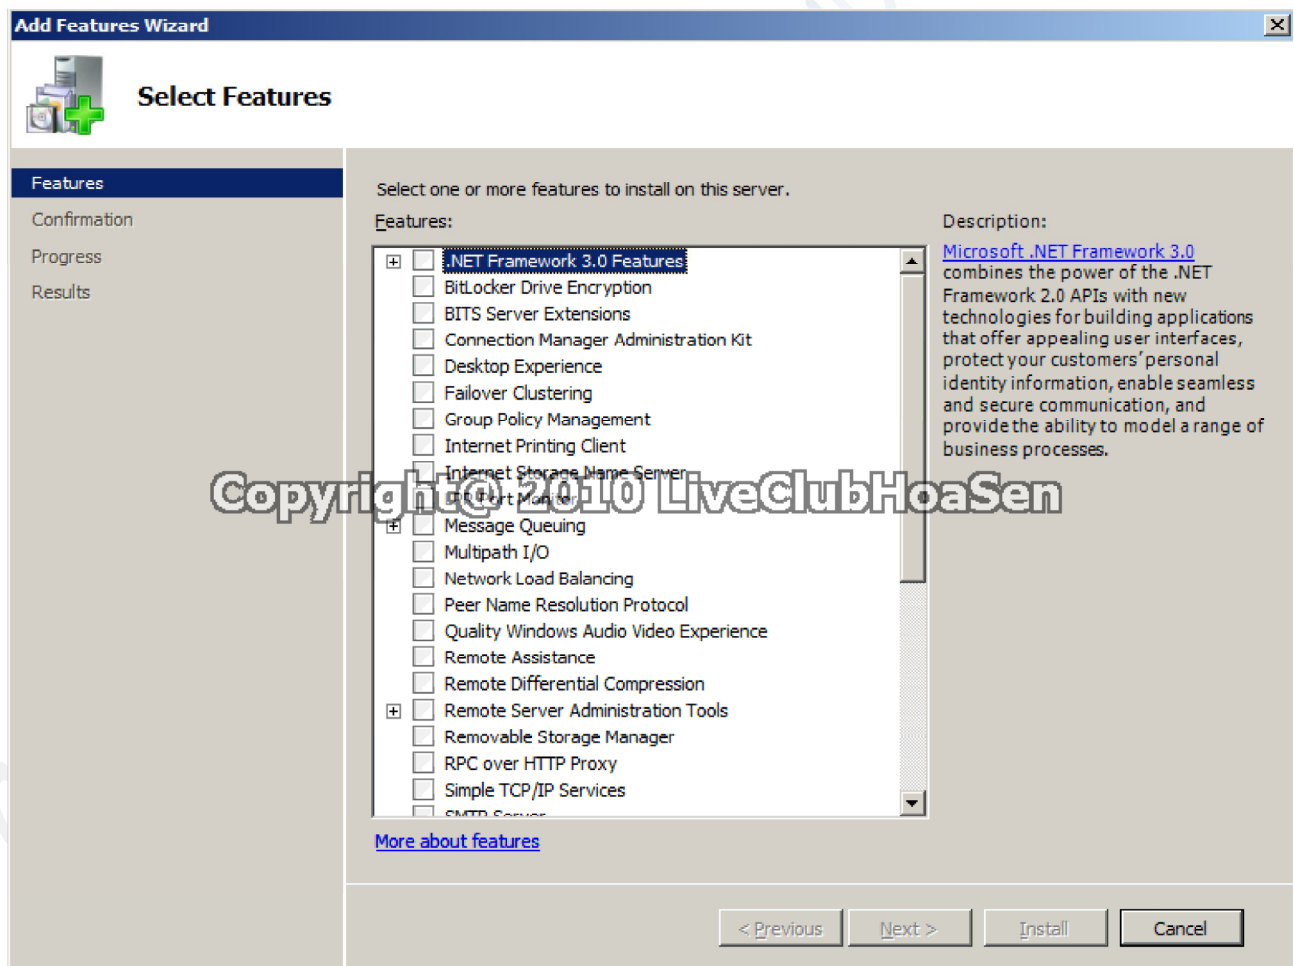 Add Features Wizard
Select Features
Features
Confirmation
Progress
Results
Select one or more features to install on this server.
Features:
.NET Framework 3.0 Features
BitLocker Drive Encryption
BITS Server Extensions
Connection Manager Administration Kit
Desktop Experience
Failover Clustering
Group Policy Management
Internet Printing Client
Internet Storage Name Server
LPR Port Monitor
Message Queuing
Multipath I/O
Network Load Balancing
Peer Name Resolution Protocol
Quality Windows Audio Video Experience
Remote Assistance
Remote Differential Compression
Remote Server Administration Tools
Removable Storage Manager
RPC over HTTP Proxy
Simple TCP/IP Services
SMTP Server
More about features
Description:
Microsoft .NET Framework 3.0
combines the power of the .NET
Framework 2.0 APIs with new
technologies for building applications
that offer appealing user interfaces,
protect your customers' personal
identity information, enable seamless
and secure communication, and
provide the ability to model a range of
business processes.
Copyright@ 2010 LiveClubHoaSen
< Previous
Next >
Install
Cancel